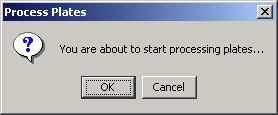 Process Plates
You are about to start processing plates...
OK
Cancel